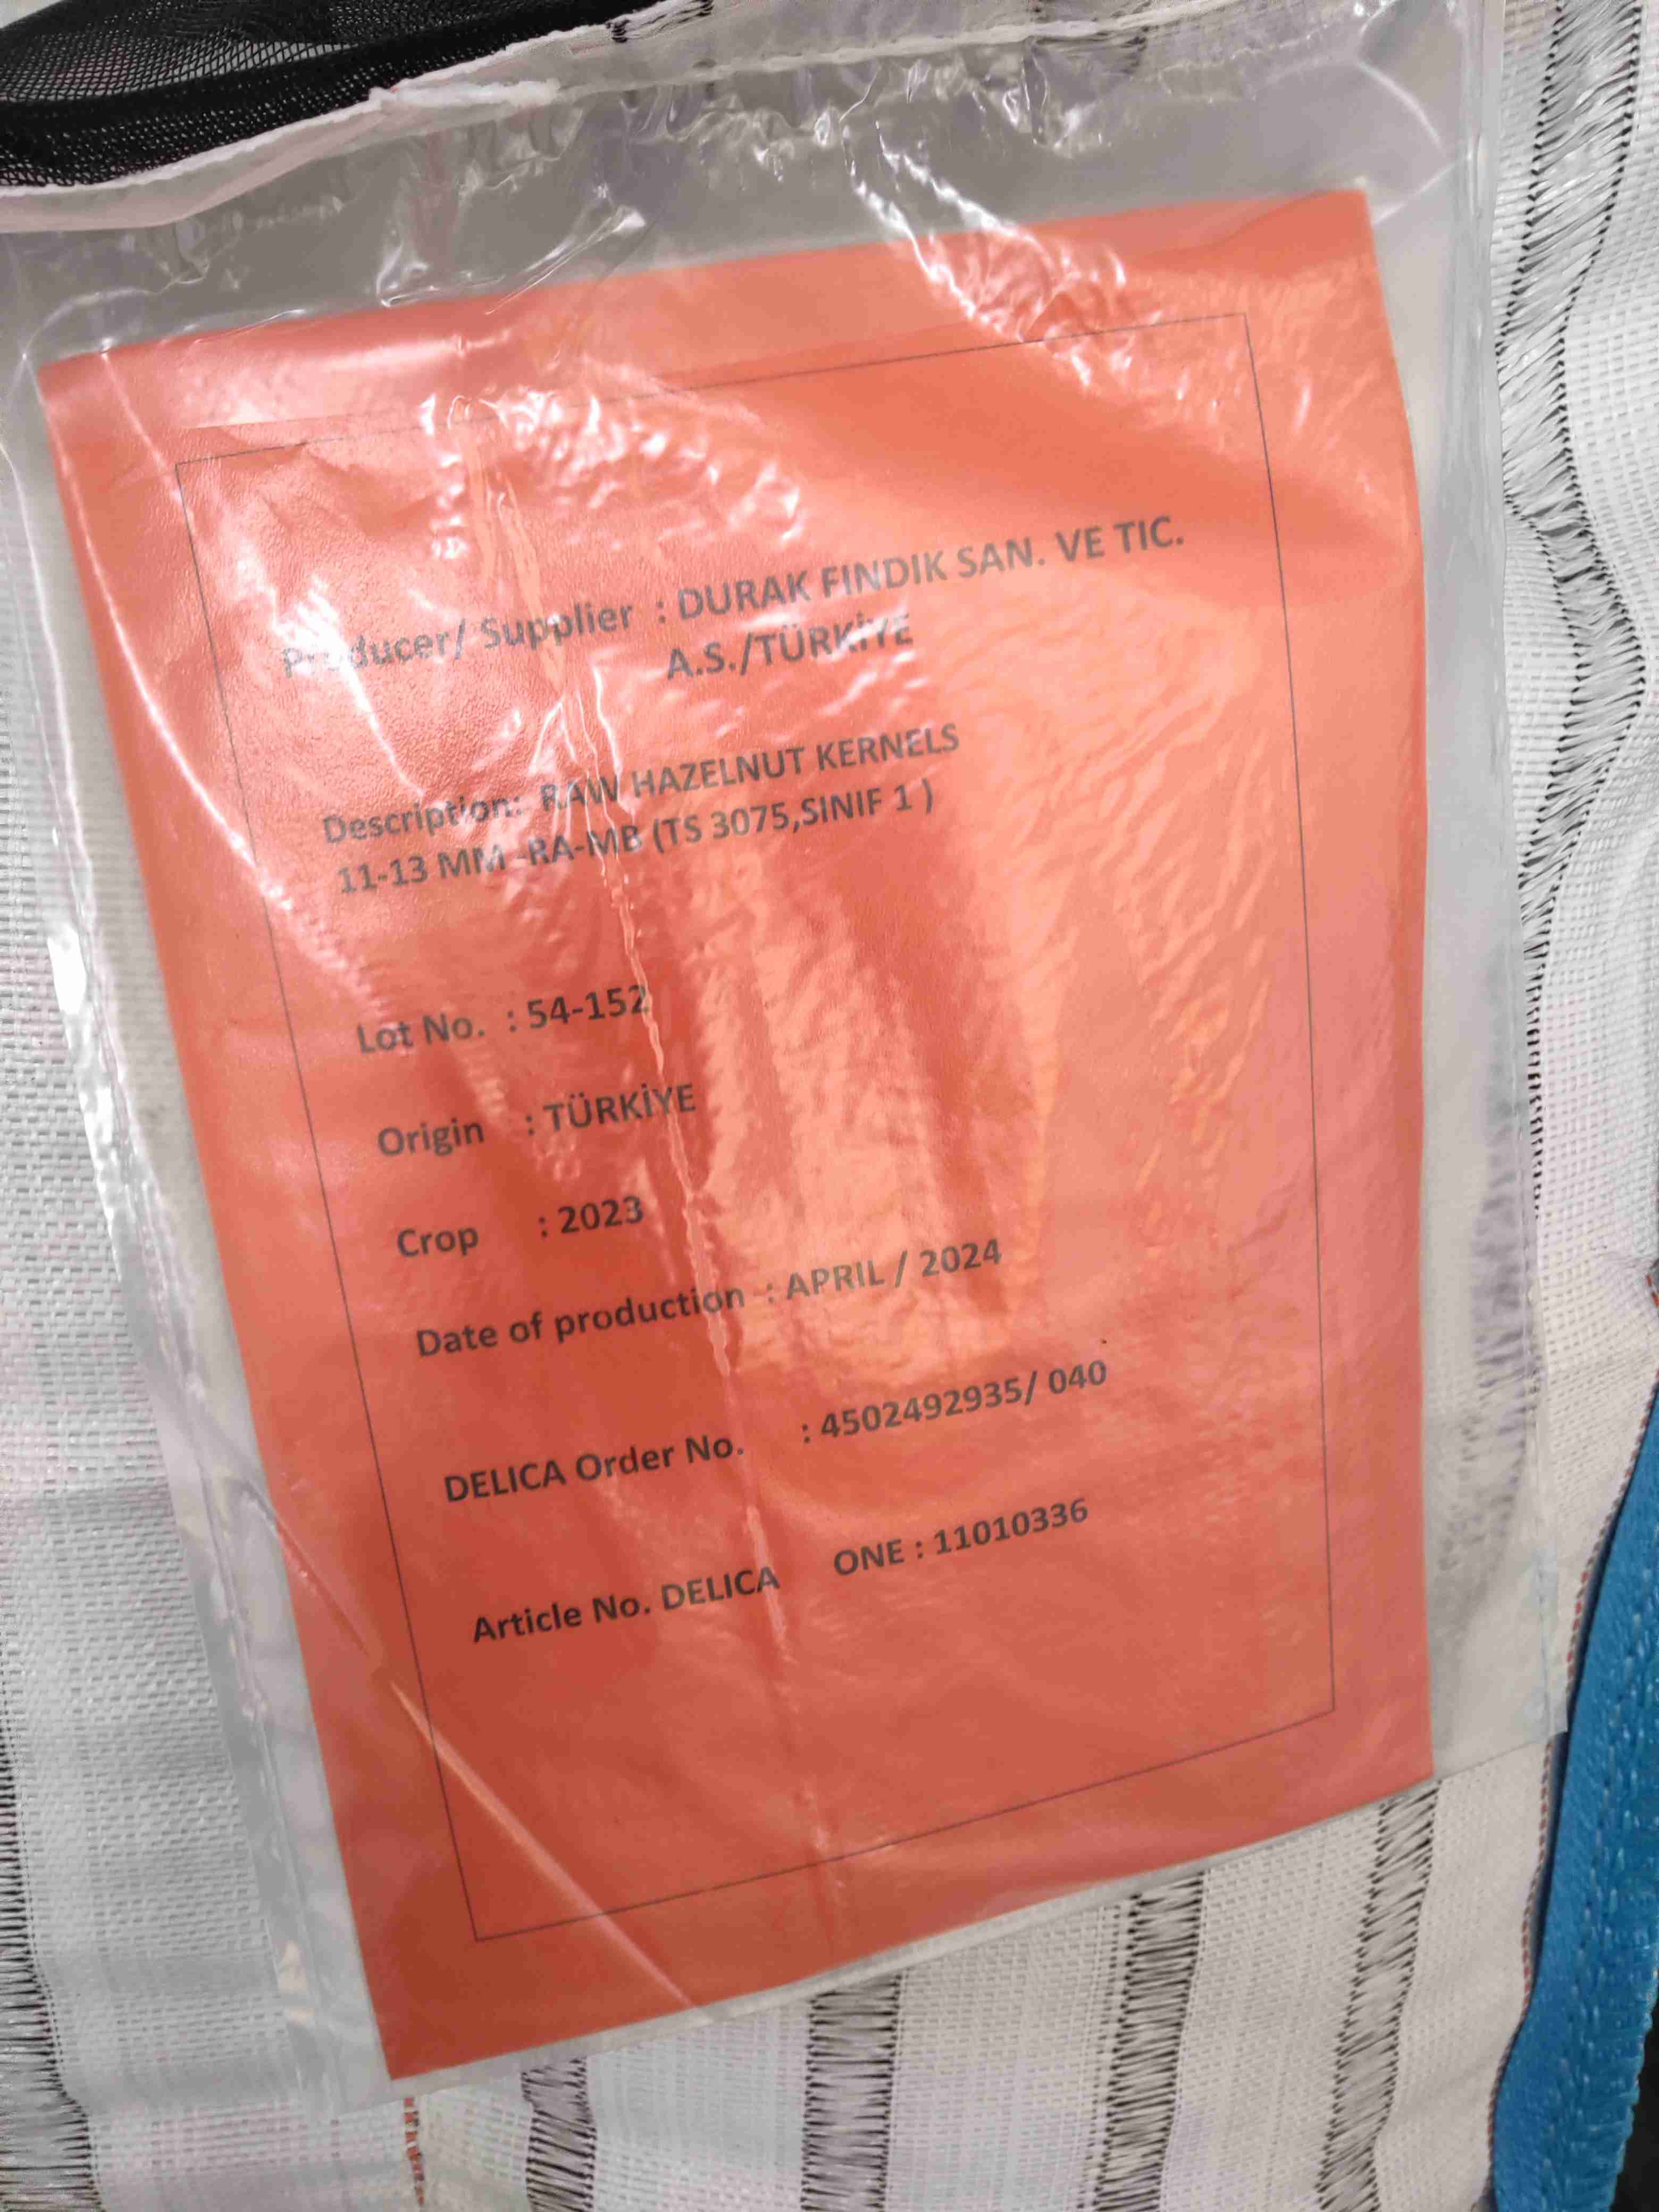 Producer/ Supplier : DURAK FINDIK SAN. VE TIC.
A.S./TÜRKİYE
Description: RAW HAZELNUT KERNELS
11-13 MM -RA-MB (TS 3075,SINIF 1 )
Lot No. : 54-152
Origin : TÜRKİYE
Crop : 2023
Date of production : APRIL / 2024
DELICA Order No. : 4502492935/ 040
Article No. DELICA ONE : 11010336